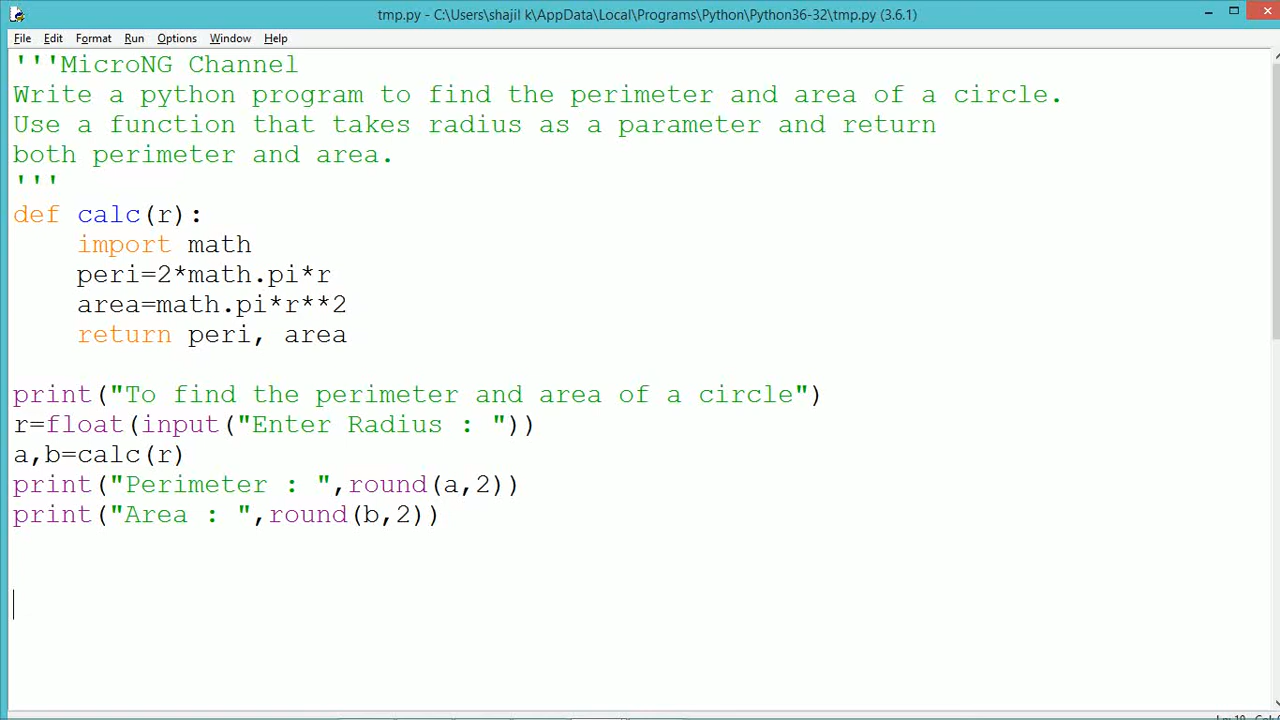 tmp.py - C:\Users\shajil k\AppData\Local\Programs\Python\Python36-32\tmp.py (3.6.1)
File Edit Format Run Options Window Help
'''MicroNG Channel
Write a python program to find the perimeter and area of a circle.
Use a function that takes radius as a parameter and return
both perimeter and area.
'''
def calc(r):
    import math
    peri=2*math.pi*r
    area=math.pi*r**2
    return peri, area

print("To find the perimeter and area of a circle")
r=float(input("Enter Radius : "))
a,b=calc(r)
print("Perimeter : ",round(a,2))
print("Area : ",round(b,2))